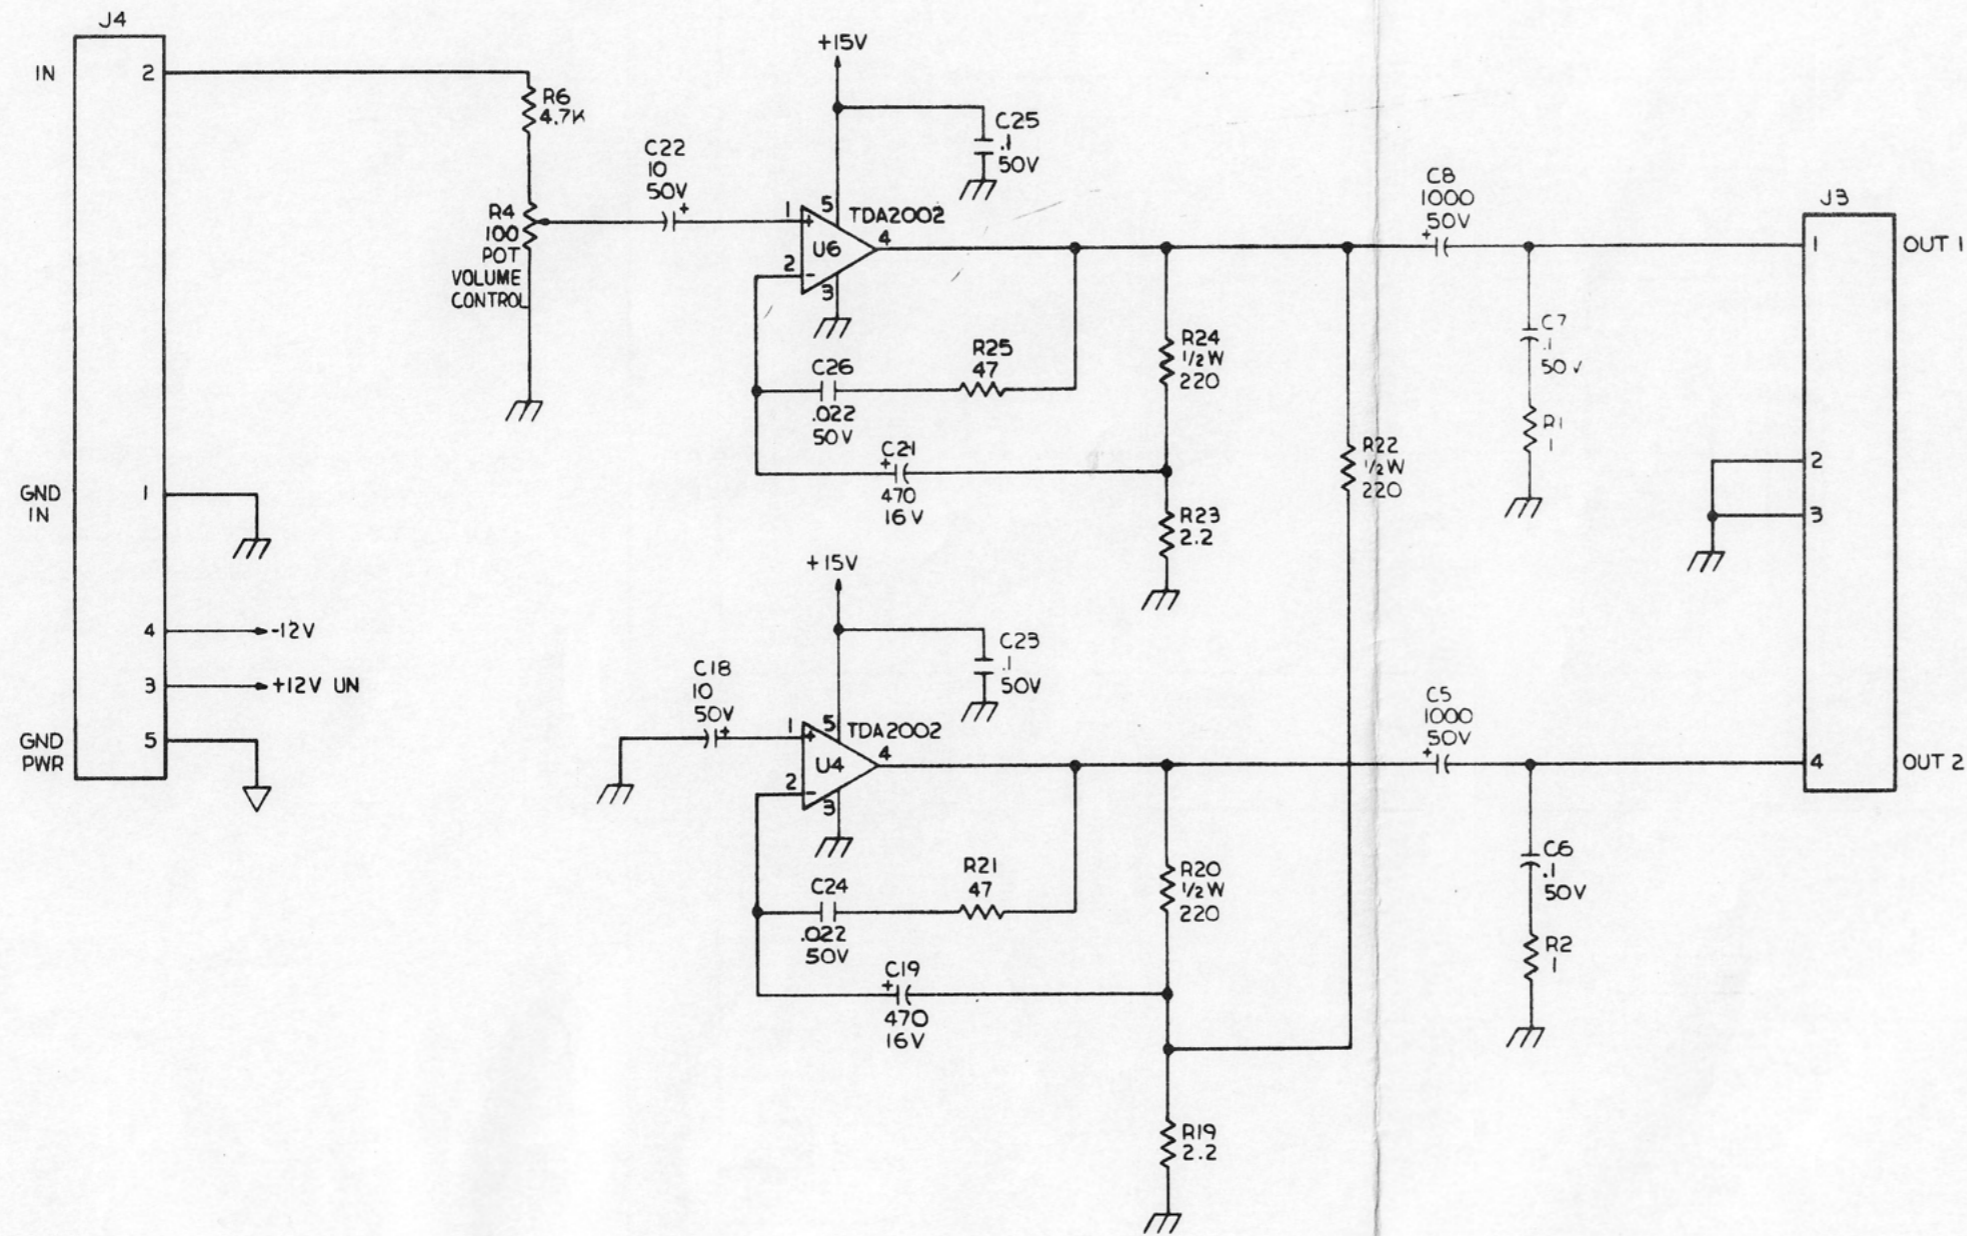 J4
IN
2
R6
4.7K
R4
100
POT
VOLUME
CONTROL
C22
10
50V
+
+15V
C25
.1
50V
1
+
5
TDA2002
U6
4
2
-
3
C26
.022
50V
R25
47
C21
+
470
16V
R24
1/2 W
220
R23
2.2
R22
1/2 W
220
C8
1000
50V
+
C7
.1
50V
R1
1
J3
1
OUT 1
2
3
4
OUT 2
GND
IN
1
4
-12V
3
+12V UN
GND
PWR
5
+15V
C23
.1
50V
C18
10
50V
+
1
+
5
TDA2002
U4
4
2
-
3
C24
.022
50V
R21
47
C19
+
470
16V
R20
1/2 W
220
R19
2.2
C5
1000
50V
+
C6
.1
50V
R2
1